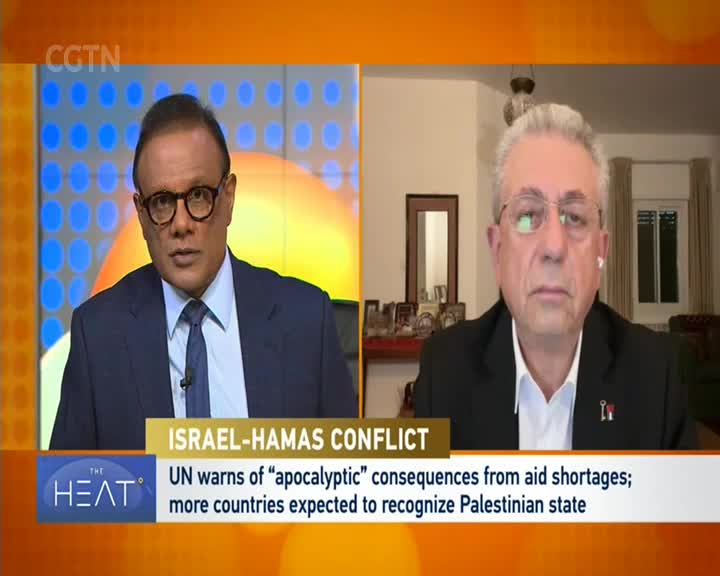 CGTN
ISRAEL-HAMAS CONFLICT
THE
HEAT
UN warns of “apocalyptic” consequences from aid shortages;
more countries expected to recognize Palestinian state